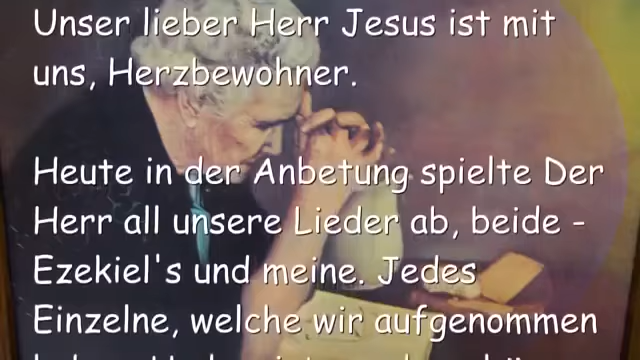 Unser lieber Herr Jesus ist mit
uns, Herzbewohner.
Heute in der Anbetung spielte Der
Herr all unsere Lieder ab, beide -
Ezekiel's und meine. Jedes
Einzelne, welche wir aufgenommen